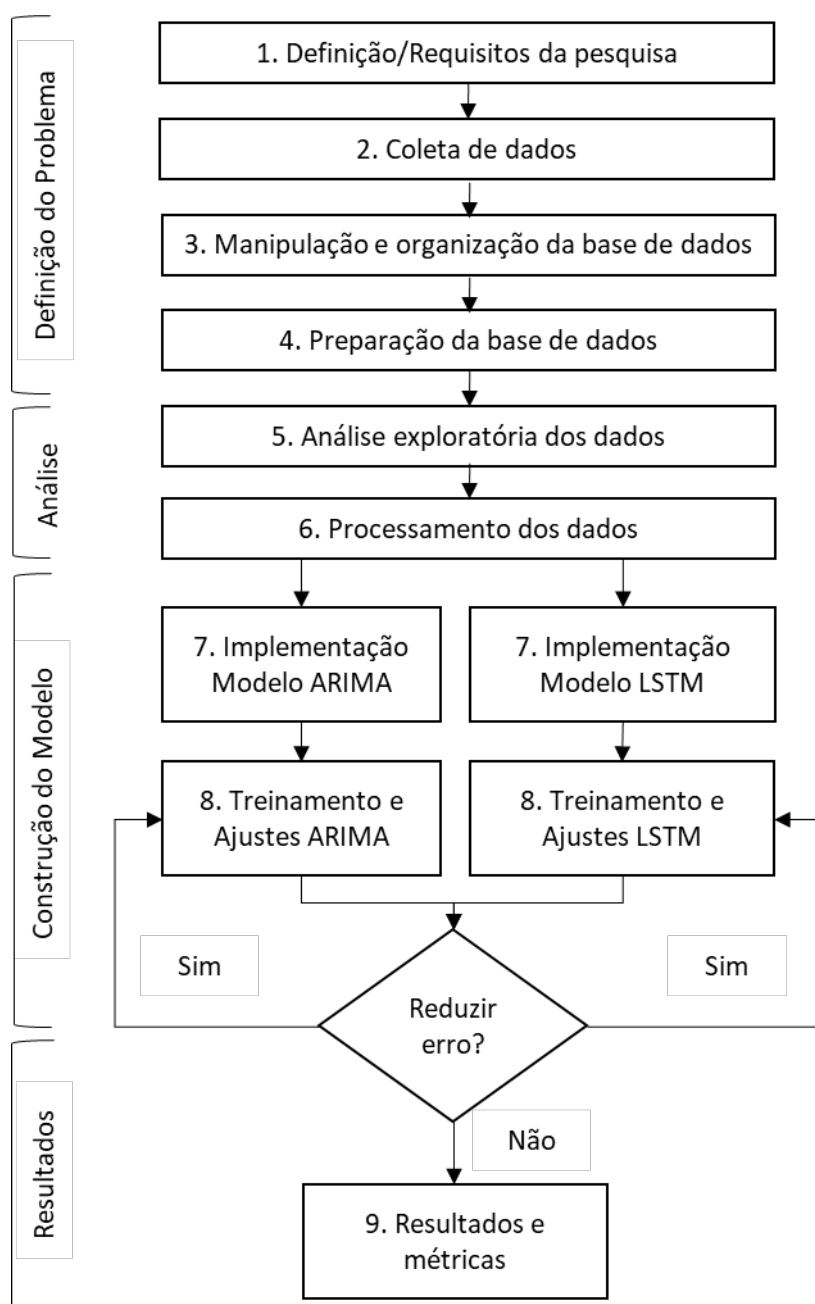 Definição do Problema
1. Definição/Requisitos da pesquisa
2. Coleta de dados
3. Manipulação e organização da base de dados
4. Preparação da base de dados
Análise
5. Análise exploratória dos dados
6. Processamento dos dados
Construção do Modelo
7. Implementação
Modelo ARIMA
7. Implementação
Modelo LSTM
8. Treinamento e
Ajustes ARIMA
8. Treinamento e
Ajustes LSTM
Sim
Reduzir
erro?
Sim
Resultados
Não
9. Resultados e
métricas